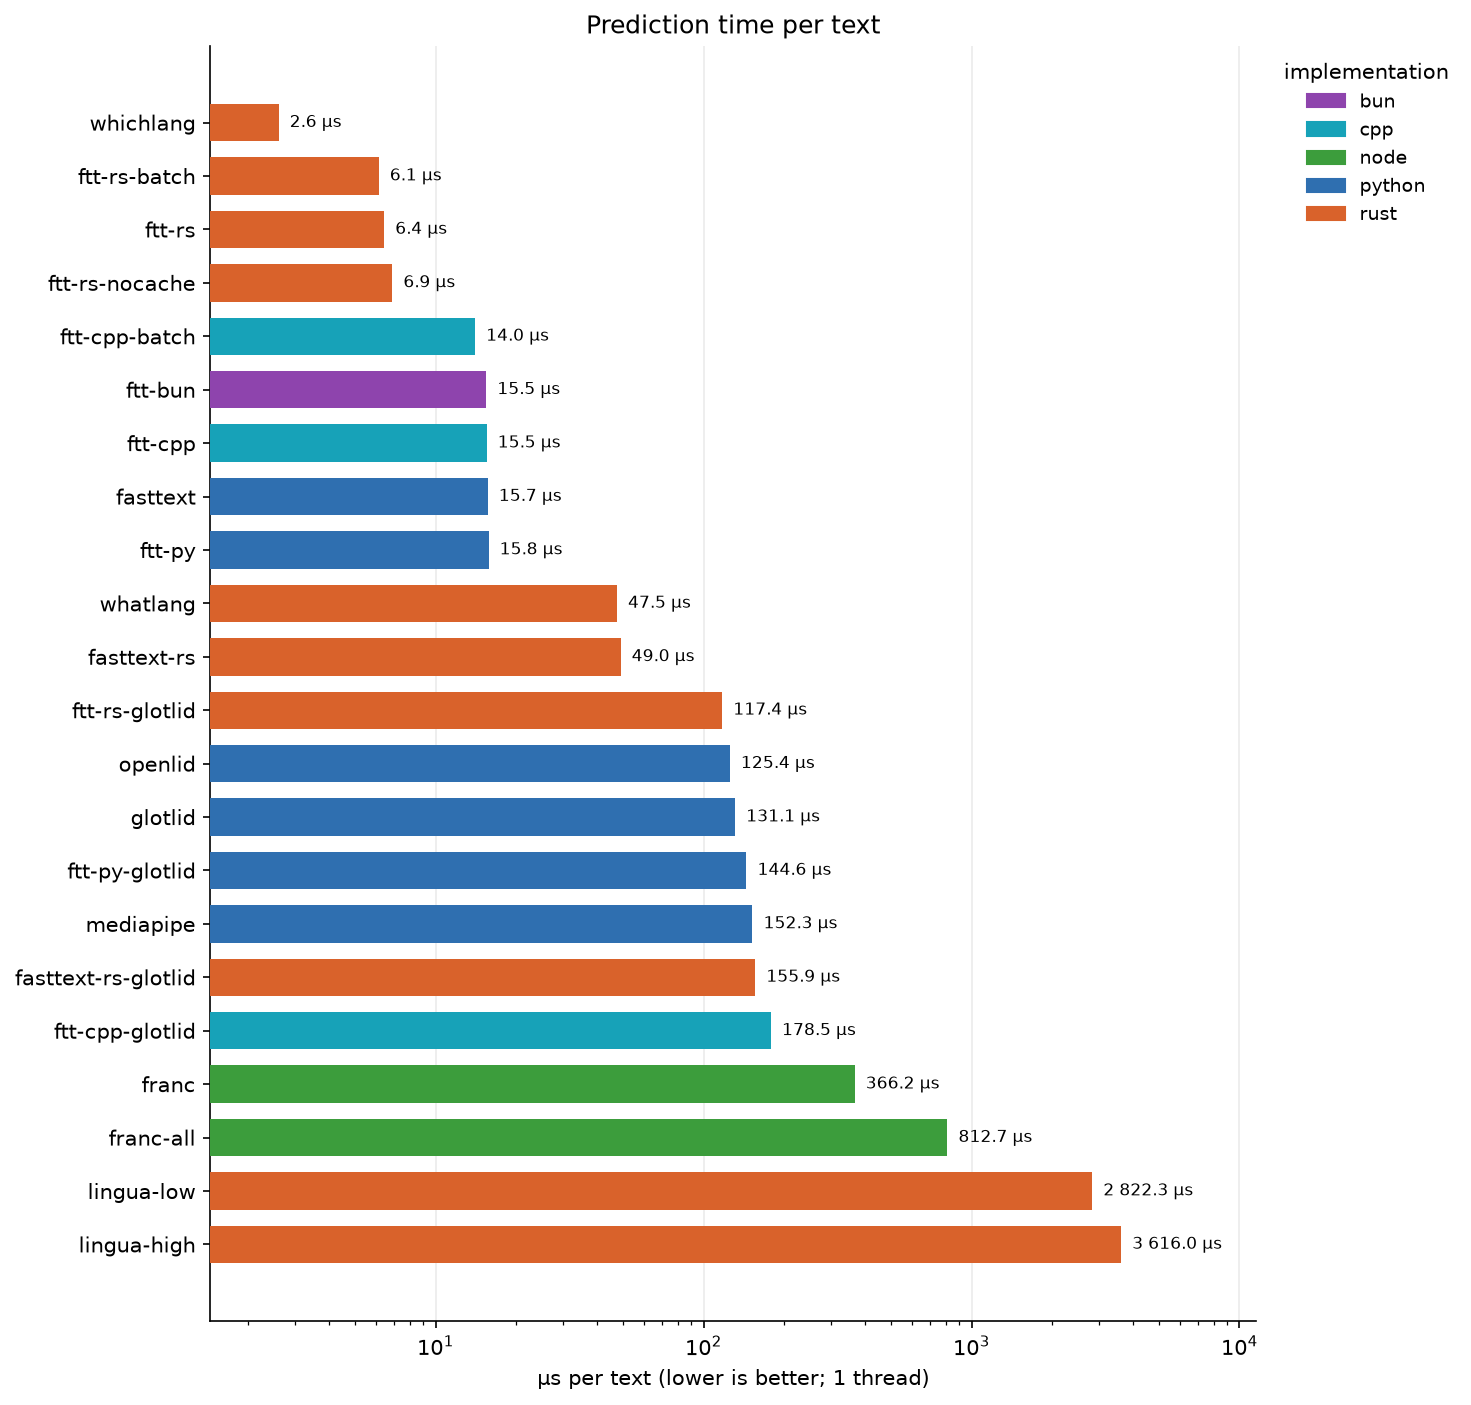 Prediction time per text
implementation
bun
cpp
node
python
rust
whichlang 2.6 µs
ftt-rs-batch 6.1 µs
ftt-rs 6.4 µs
ftt-rs-nocache 6.9 µs
ftt-cpp-batch 14.0 µs
ftt-bun 15.5 µs
ftt-cpp 15.5 µs
fasttext 15.7 µs
ftt-py 15.8 µs
whatlang 47.5 µs
fasttext-rs 49.0 µs
ftt-rs-glotlid 117.4 µs
openlid 125.4 µs
glotlid 131.1 µs
ftt-py-glotlid 144.6 µs
mediapipe 152.3 µs
fasttext-rs-glotlid 155.9 µs
ftt-cpp-glotlid 178.5 µs
franc 366.2 µs
franc-all 812.7 µs
lingua-low 2 822.3 µs
lingua-high 3 616.0 µs
10¹ 10² 10³ 10⁴
µs per text (lower is better; 1 thread)